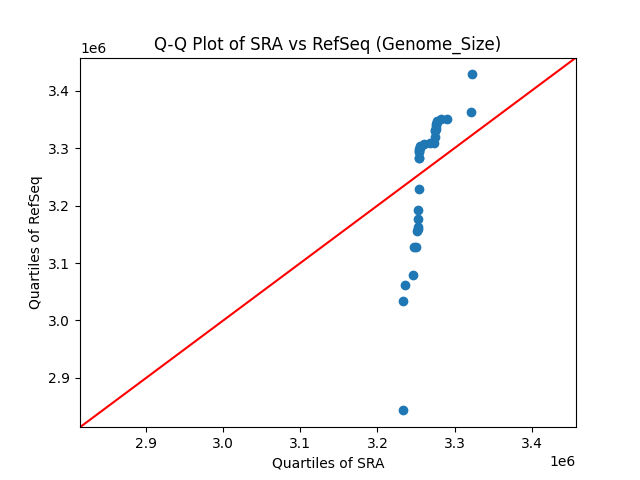 Q-Q Plot of SRA vs RefSeq (Genome_Size)
1e6
3.4
3.3
3.2
3.1
3.0
2.9
Quartiles of RefSeq
2.9 3.0 3.1 3.2 3.3 3.4
Quartiles of SRA
1e6